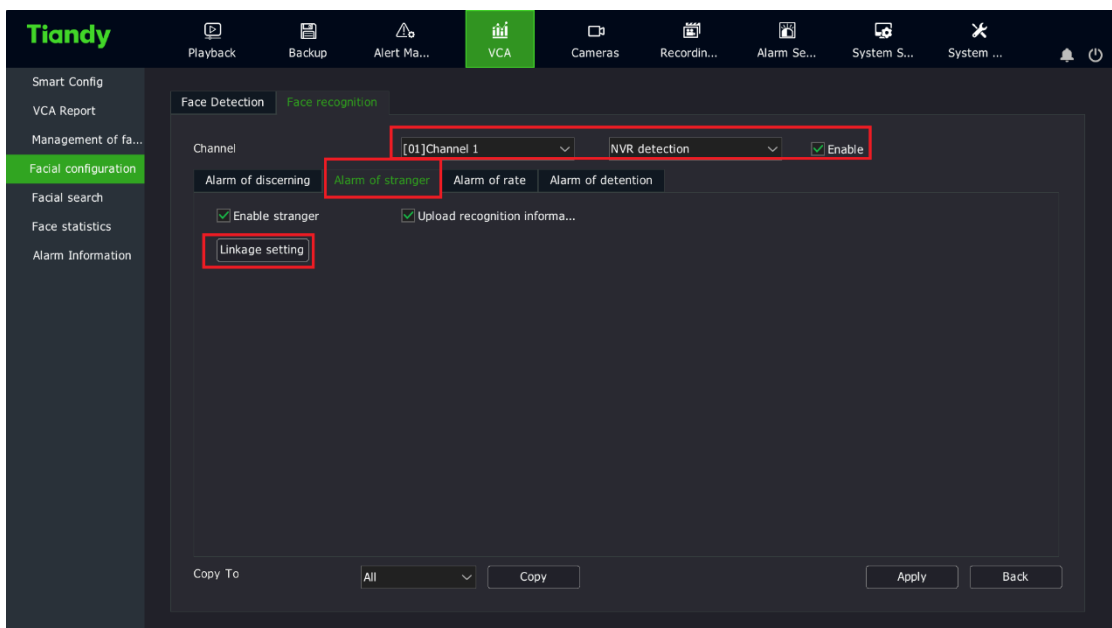 Tiandy
Playback Backup Alert Ma... VCA Cameras Recordin... Alarm Se... System S... System ...
Smart Config
VCA Report
Management of fa...
Facial configuration
Facial search
Face statistics
Alarm Information
Face Detection Face recognition
Channel [01]Channel 1 NVR detection Enable
Alarm of discerning Alarm of stranger Alarm of rate Alarm of detention
Enable stranger Upload recognition informa...
Linkage setting
Copy To All Copy Apply Back